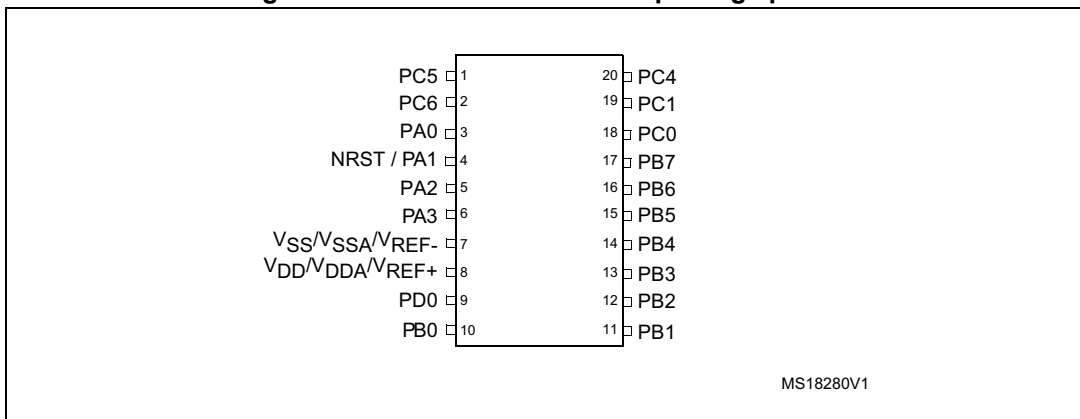 PC5 1 20 PC4
PC6 2 19 PC1
PA0 3 18 PC0
NRST / PA1 4 17 PB7
PA2 5 16 PB6
PA3 6 15 PB5
VSS/VSSA/VREF- 7 14 PB4
VDD/VDDA/VREF+ 8 13 PB3
PD0 9 12 PB2
PB0 10 11 PB1
MS18280V1